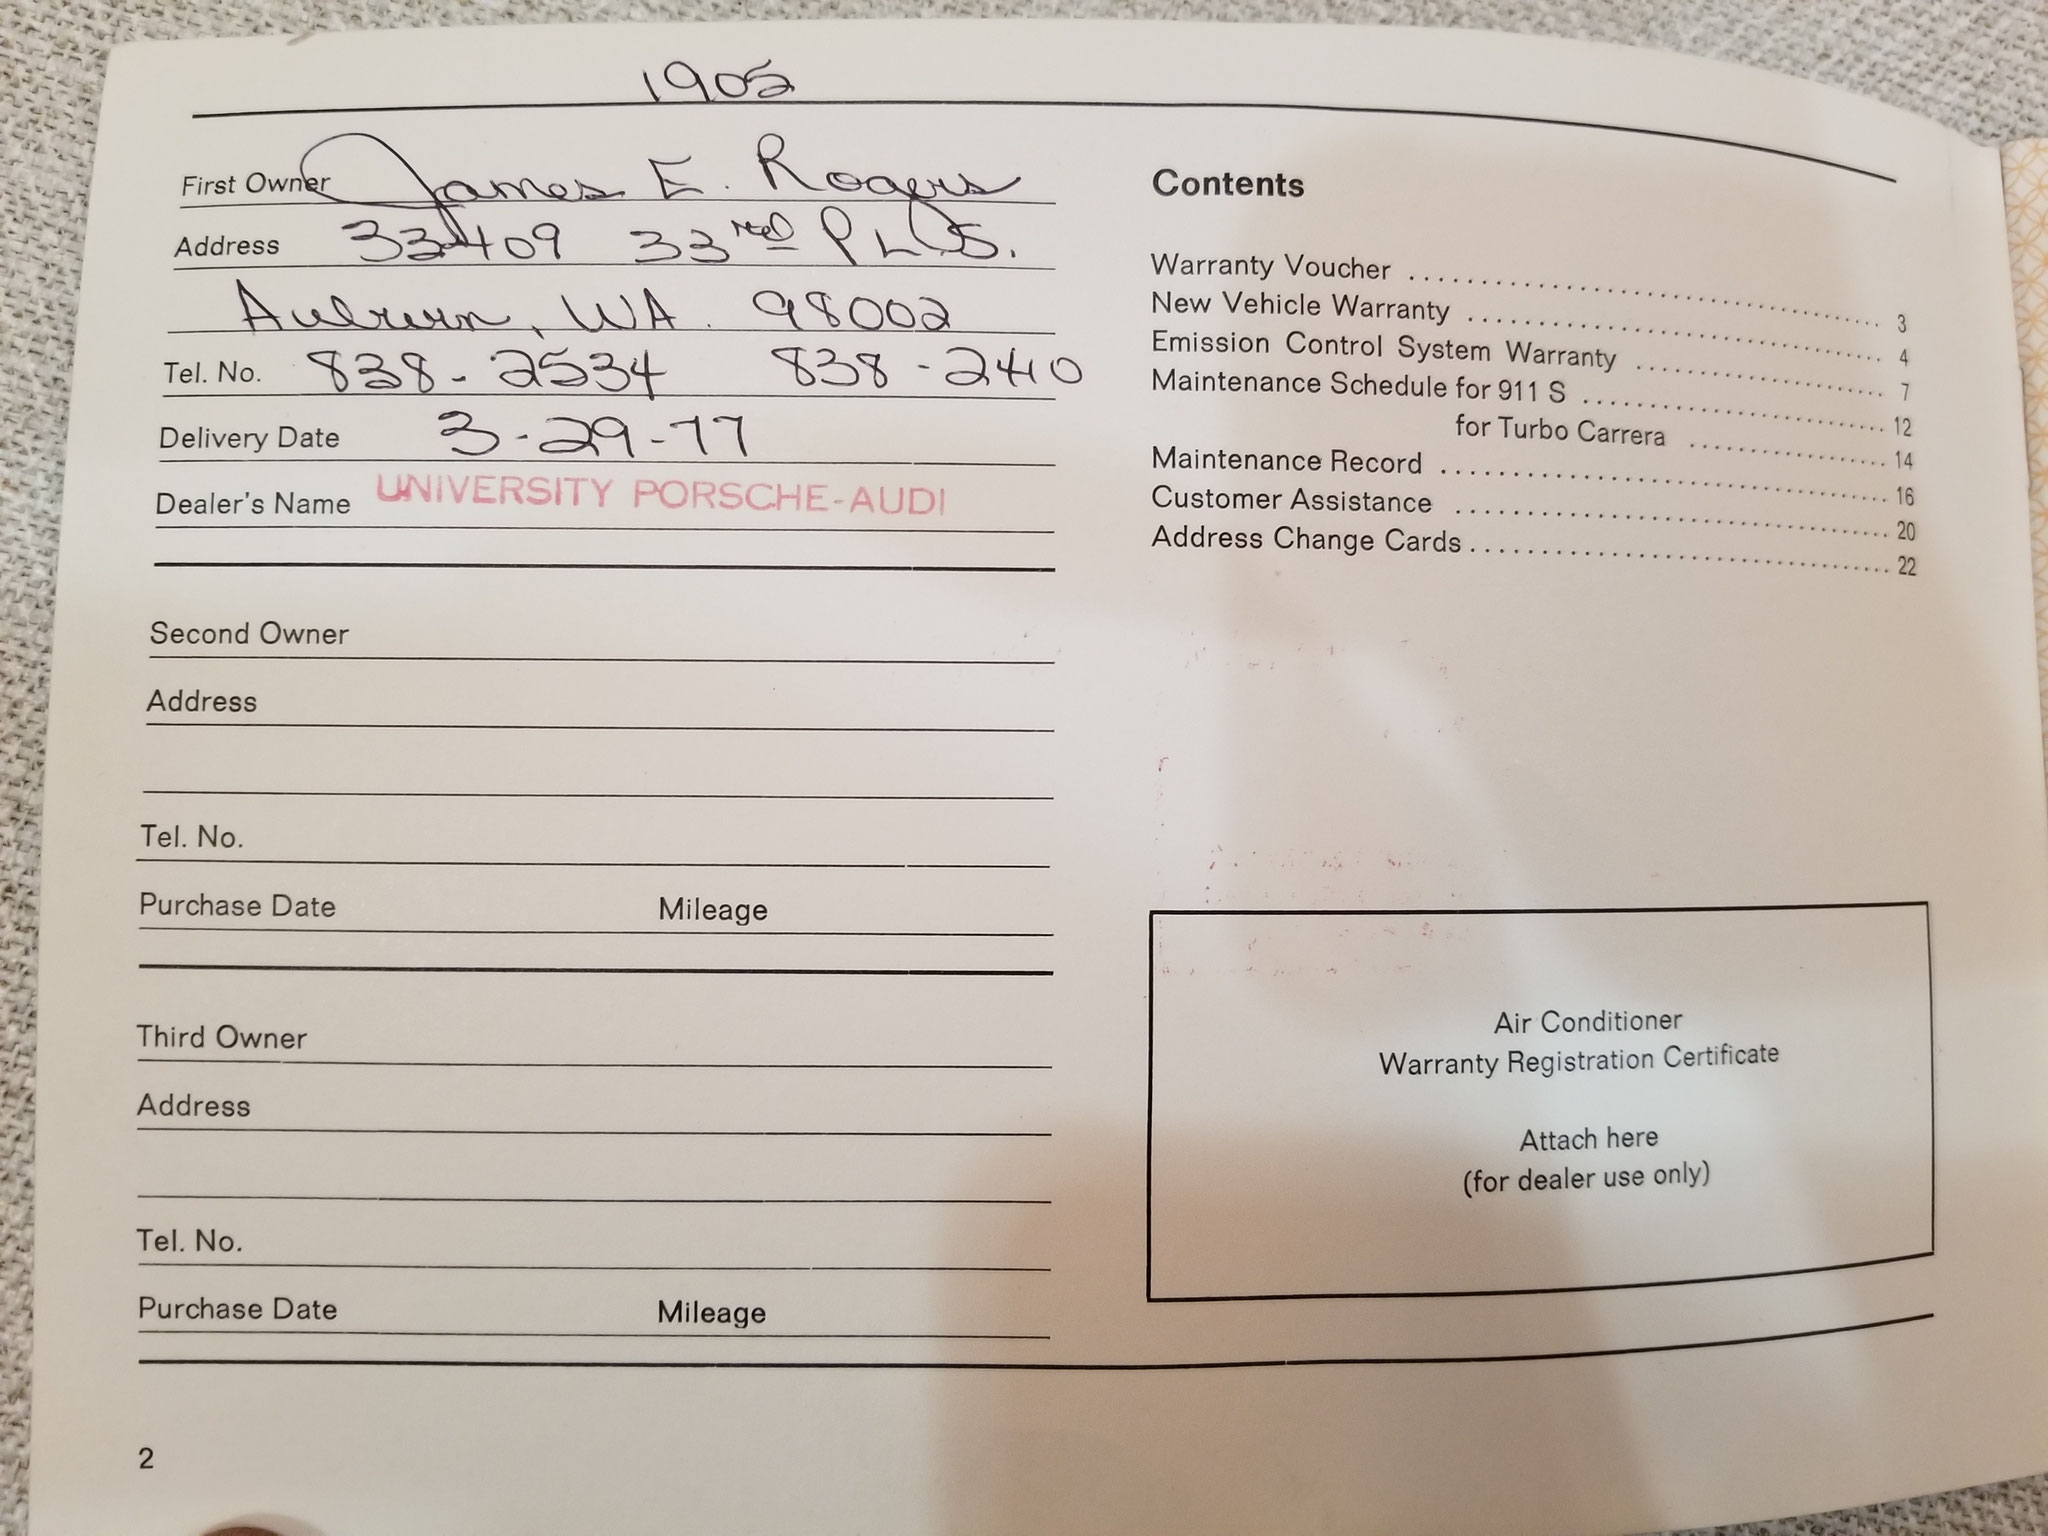 1902
First Owner James E. Rogers
Address 33409 33rd PL. S.
Auburn, WA. 98002
Tel. No. 838-2534 838-2410
Delivery Date 3-29-77
Dealer's Name UNIVERSITY PORSCHE-AUDI
Second Owner
Address
Tel. No.
Purchase Date Mileage
Third Owner
Address
Tel. No.
Purchase Date Mileage
2
Contents
Warranty Voucher .......... 3
New Vehicle Warranty .......... 4
Emission Control System Warranty .......... 7
Maintenance Schedule for 911 S .......... 12
for Turbo Carrera .......... 14
Maintenance Record .......... 16
Customer Assistance .......... 20
Address Change Cards .......... 22
Air Conditioner
Warranty Registration Certificate
Attach here
(for dealer use only)